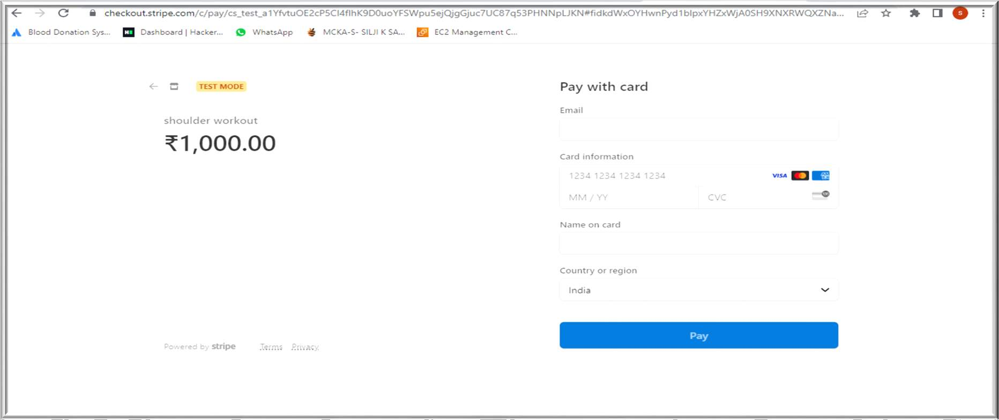 checkout.stripe.com/c/pay/cs_test_a1YfvtuOE2cP5Cl4flhK9D0uoYFSWpu5ejQjgGjuc7UC87q53PHNNpLJKN#fidkdWxOYHwnPyd1blpxYHZxWjA0SH9XNXRWQXZNa...
S
Blood Donation Sys... Dashboard | Hacker... WhatsApp MCKA-S- SILJI K SA... EC2 Management C...
TEST MODE
shoulder workout
₹1,000.00
Powered by stripe Terms Privacy
Pay with card
Email
Card information
1234 1234 1234 1234 VISA
MM / YY CVC
Name on card
Country or region
India
Pay